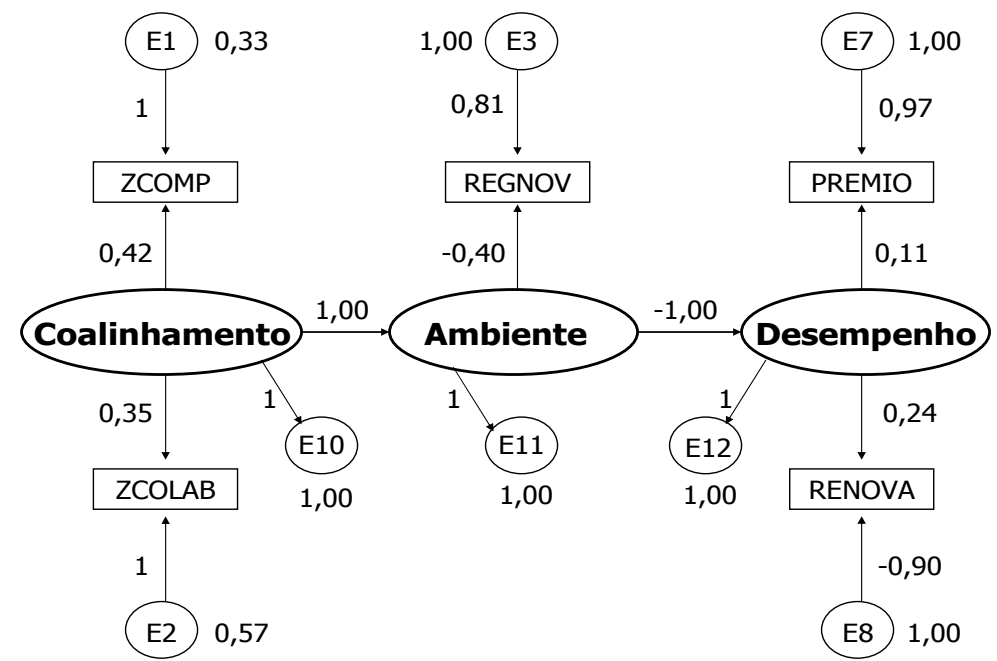 E1 0,33 1,00 E3 E7 1,00
1 0,81 0,97
ZCOMP REGNOV PREMIO
0,42 -0,40 0,11
Coalinhamento 1,00 Ambiente -1,00 Desempenho
0,35 1 1 1 0,24
E10 E11 E12
ZCOLAB 1,00 1,00 1,00 RENOVA
1 -0,90
E2 0,57 E8 1,00